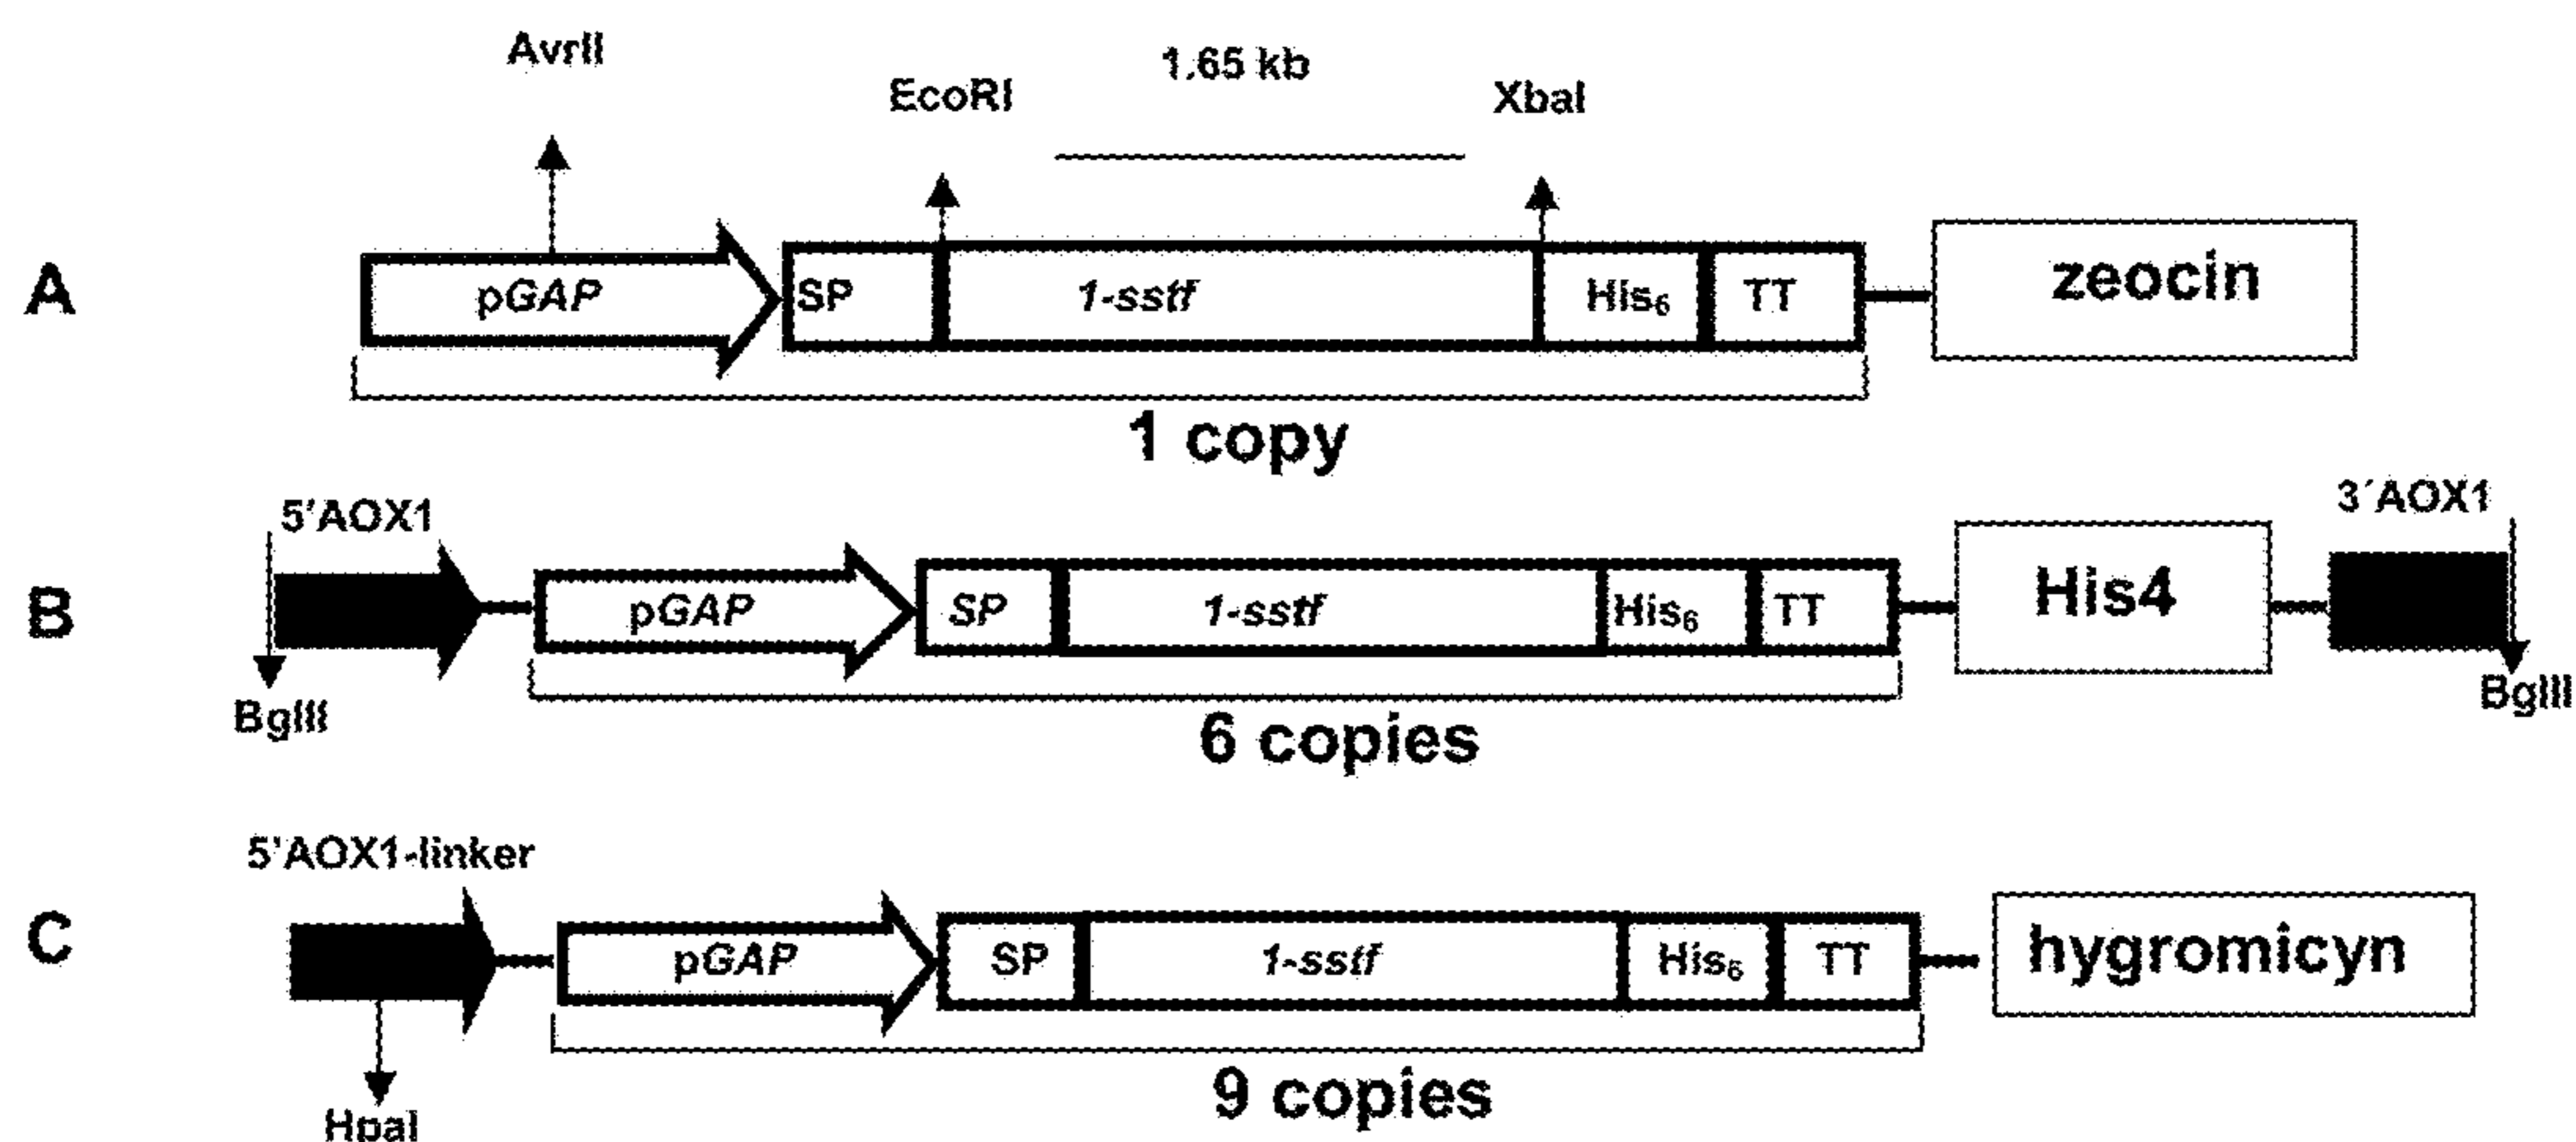 AvrII
EcoRI
1.65 kb
XbaI
A
pGAP
SP
1-sstf
His₆
TT
zeocin
1 copy
5'AOX1
3´AOX1
B
pGAP
SP
1-sstf
His₆
TT
His4
BglII
BglII
6 copies
5'AOX1-linker
C
pGAP
SP
1-sstf
His₆
TT
hygromicyn
9 copies
HpaI